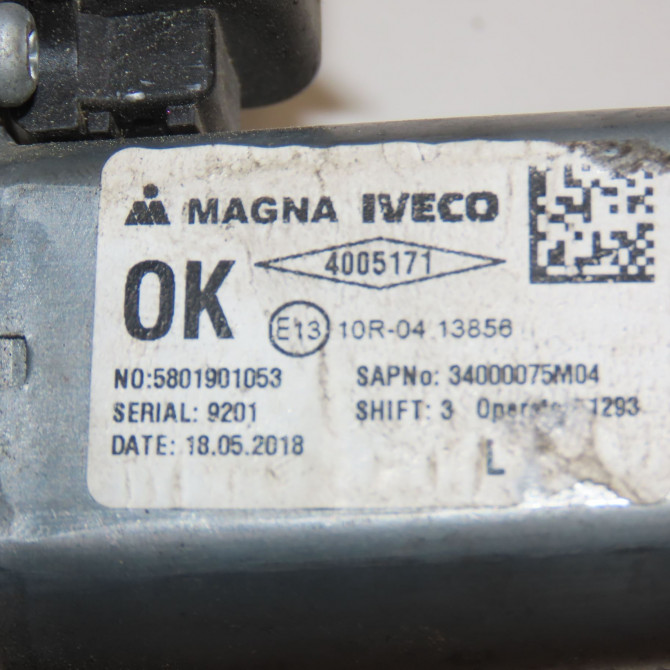 MAGNA IVECO
OK
4005171
E13 10R-04 13856
NO:5801901053 SAPNo: 34000075M04
SERIAL: 9201 SHIFT: 3 1293
DATE: 18.05.2018
L